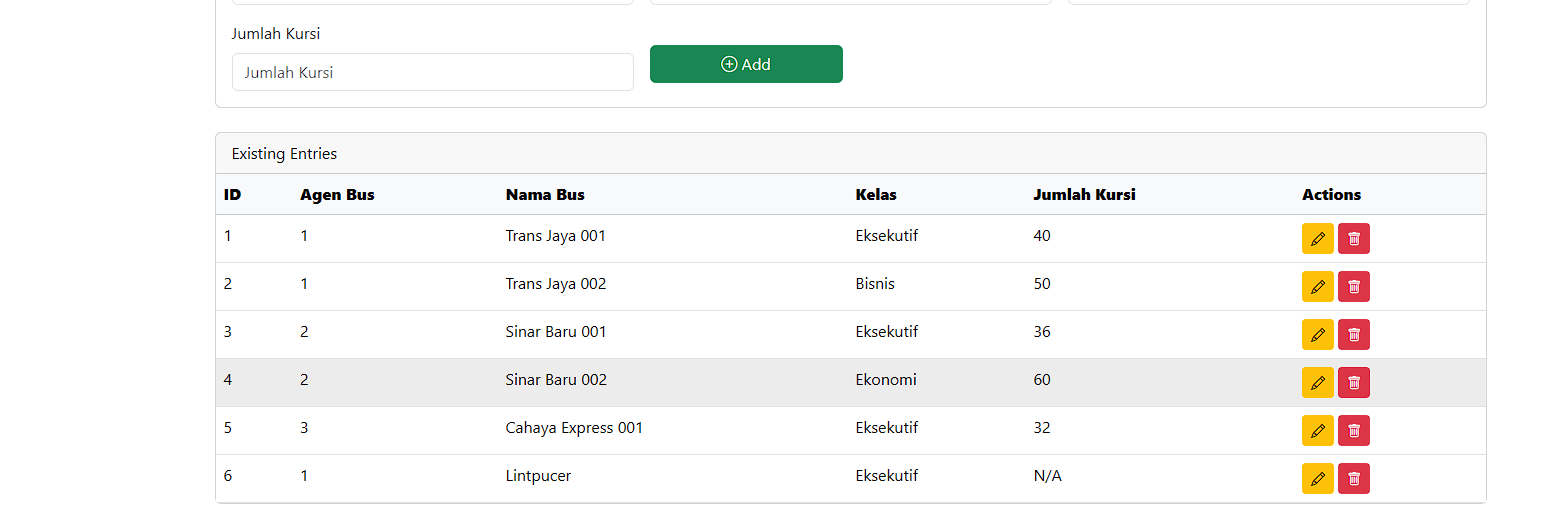 Jumlah Kursi
Jumlah Kursi
Add
Existing Entries
ID Agen Bus Nama Bus Kelas Jumlah Kursi Actions
1 1 Trans Jaya 001 Eksekutif 40
2 1 Trans Jaya 002 Bisnis 50
3 2 Sinar Baru 001 Eksekutif 36
4 2 Sinar Baru 002 Ekonomi 60
5 3 Cahaya Express 001 Eksekutif 32
6 1 Lintpucer Eksekutif N/A